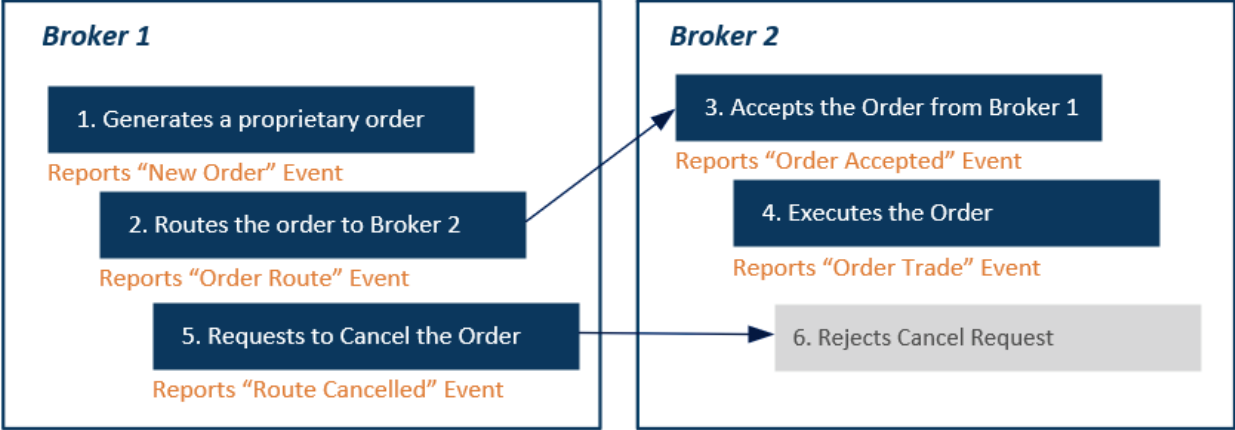 Broker 1
1. Generates a proprietary order
Reports “New Order” Event
2. Routes the order to Broker 2
Reports “Order Route” Event
5. Requests to Cancel the Order
Reports “Route Cancelled” Event
Broker 2
3. Accepts the Order from Broker 1
Reports “Order Accepted” Event
4. Executes the Order
Reports “Order Trade” Event
6. Rejects Cancel Request